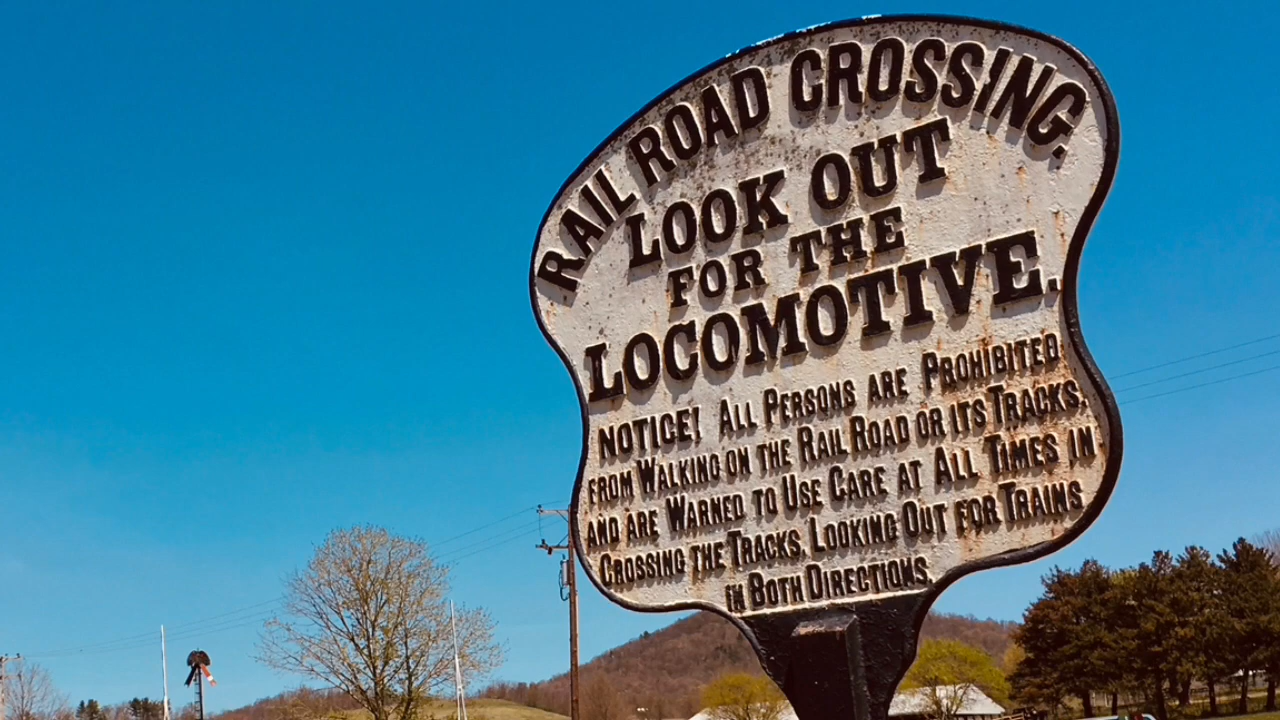 RAIL ROAD CROSSING.
LOOK OUT
FOR THE
LOCOMOTIVE.
NOTICE! ALL PERSONS ARE PROHIBITED
FROM WALKING ON THE RAIL ROAD OR ITS TRACKS,
AND ARE WARNED TO USE CARE AT ALL TIMES IN
CROSSING THE TRACKS, LOOKING OUT FOR TRAINS
IN BOTH DIRECTIONS.